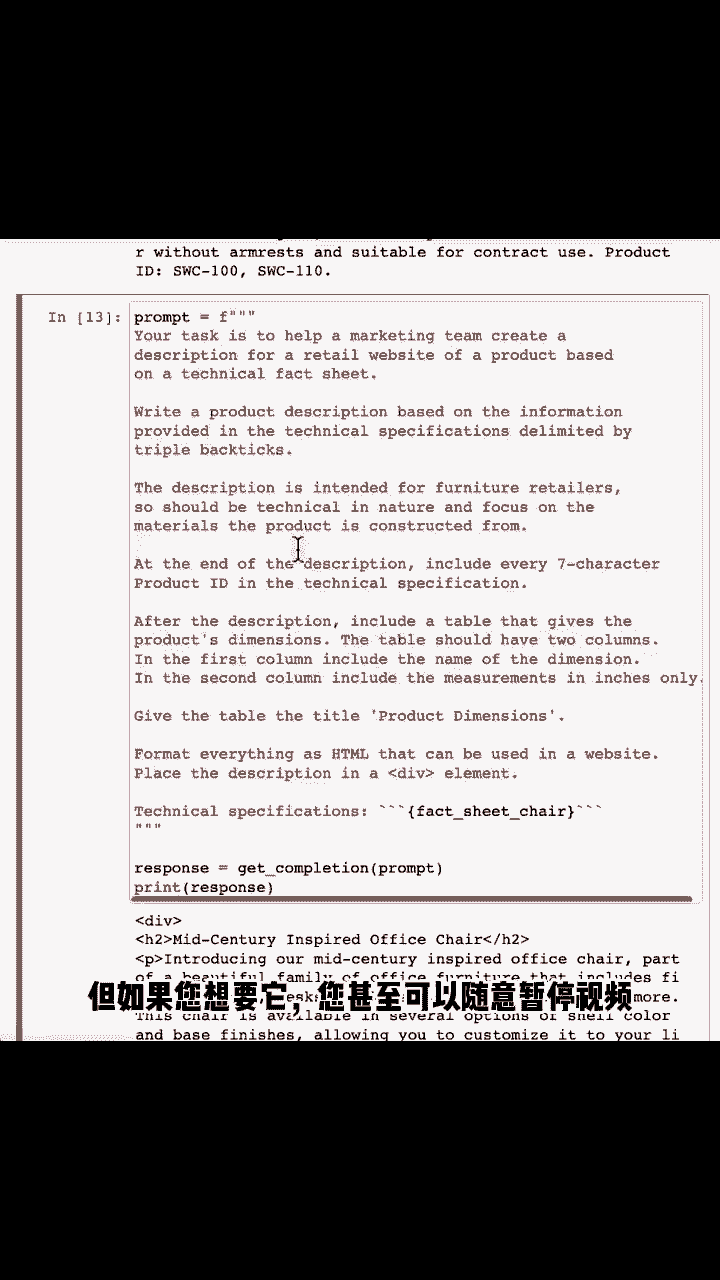 r without armrests and suitable for contract use. Product
ID: SWC-100, SWC-110.
In [13]: prompt = f"""
Your task is to help a marketing team create a
description for a retail website of a product based
on a technical fact sheet.
Write a product description based on the information
provided in the technical specifications delimited by
triple backticks.
The description is intended for furniture retailers,
so should be technical in nature and focus on the
materials the product is constructed from.
At the end of the description, include every 7-character
Product ID in the technical specification.
After the description, include a table that gives the
product's dimensions. The table should have two columns.
In the first column include the name of the dimension.
In the second column include the measurements in inches only.
Give the table the title 'Product Dimensions'.
Format everything as HTML that can be used in a website.
Place the description in a <div> element.
Technical specifications: ```{fact_sheet_chair}```
"""
response = get_completion(prompt)
print(response)
<div>
<h2>Mid-Century Inspired Office Chair</h2>
<p>Introducing our mid-century inspired office chair, part
of a beautiful family of office furniture that includes fi
more.
但如果您想要它，您甚至可以随意暂停视频
This chair is available in several options of shell color
and base finishes, allowing you to customize it to your li